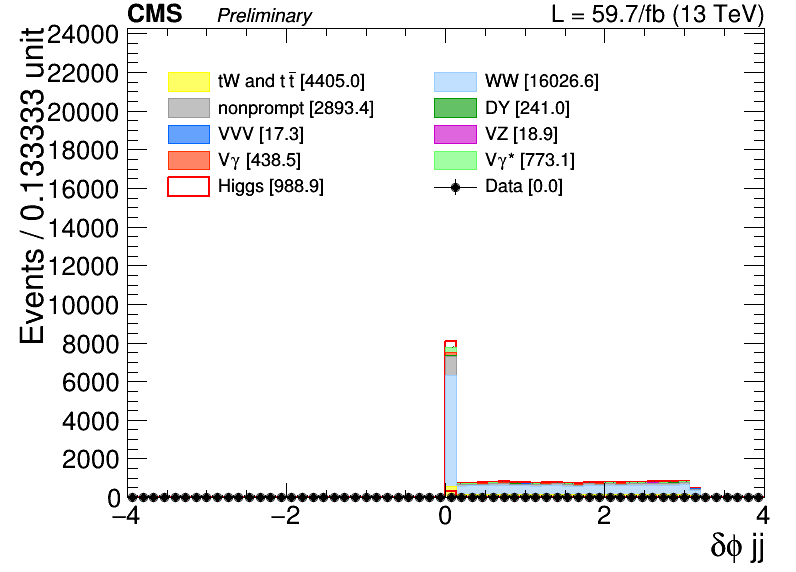 CMS Preliminary L = 59.7/fb (13 TeV)
Events / 0.133333 unit
24000
22000
20000
18000
16000
14000
12000
10000
8000
6000
4000
2000
0
tW and t t̄ [4405.0] WW [16026.6]
nonprompt [2893.4] DY [241.0]
VVV [17.3] VZ [18.9]
Vγ [438.5] Vγ* [773.1]
Higgs [988.9] Data [0.0]
−4 −2 0 2 4
δϕ jj